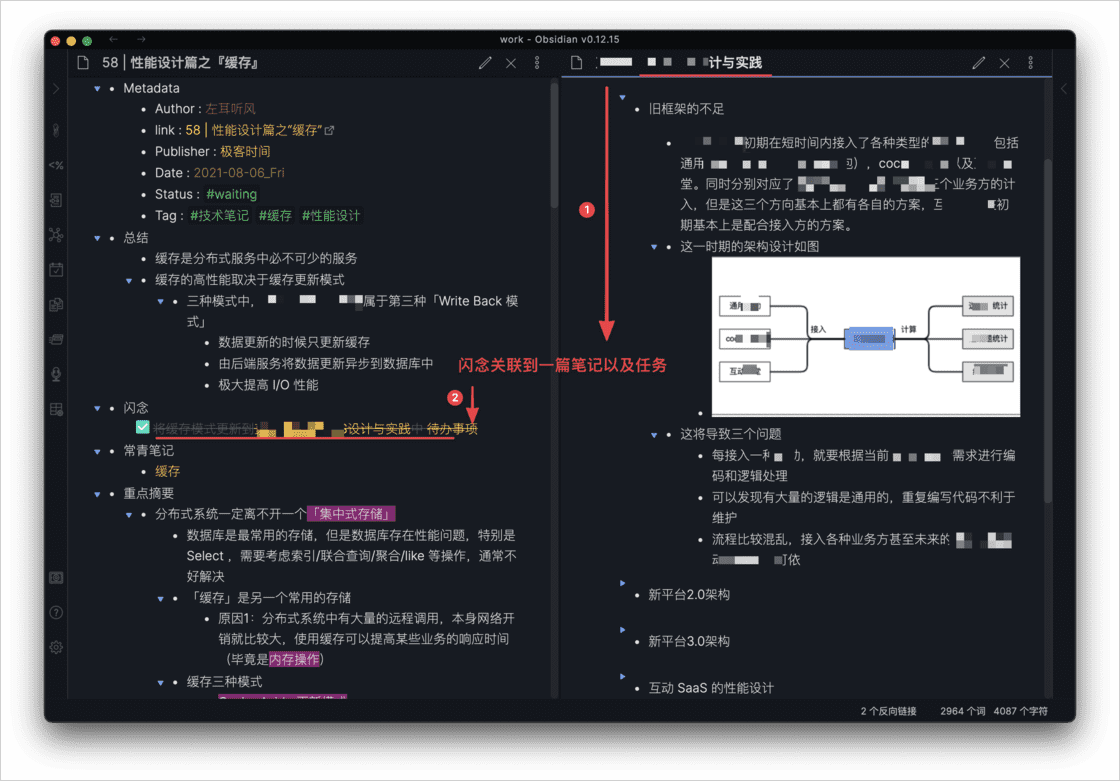 work - Obsidian v0.12.15
58 | 性能设计篇之『缓存』
Metadata
Author : 左耳听风
link : 58 | 性能设计篇之“缓存”
Publisher : 极客时间
Date : 2021-08-06_Fri
Status : #waiting
Tag : #技术笔记 #缓存 #性能设计
总结
缓存是分布式服务中必不可少的服务
缓存的高性能取决于缓存更新模式
三种模式中， 属于第三种「Write Back 模
式」
数据更新的时候只更新缓存
由后端服务将数据更新异步到数据库中
极大提高 I/O 性能
闪念
将缓存模式更新到 设计与实践中 待办事项
常青笔记
缓存
重点摘要
分布式系统一定离不开一个「集中式存储」
数据库是最常用的存储，但是数据库存在性能问题，特别是
Select ，需要考虑索引/联合查询/聚合/like 等操作，通常不
好解决
「缓存」是另一个常用的存储
原因1：分布式系统中有大量的远程调用，本身网络开
销就比较大，使用缓存可以提高某些业务的响应时间
（毕竟是内存操作）
缓存三种模式
1
闪念关联到一篇笔记以及任务
2
计与实践
旧框架的不足
初期在短时间内接入了各种类型的 包括
通用 包），coc （及
堂。同时分别对应了 三个业务方的计
入，但是这三个方向基本上都有各自的方案， 初
期基本上是配合接入方的方案。
这一时期的架构设计如图
通 接入 计算 统计
coc 统计
互
这将导致三个问题
每接入一种 动，就要根据当前 需求进行编
码和逻辑处理
可以发现有大量的逻辑是通用的，重复编写代码不利于
维护
流程比较混乱，接入各种业务方甚至未来的
动 可依
新平台2.0架构
新平台3.0架构
互动 SaaS 的性能设计
2 个反向链接 2964 个词 4087 个字符